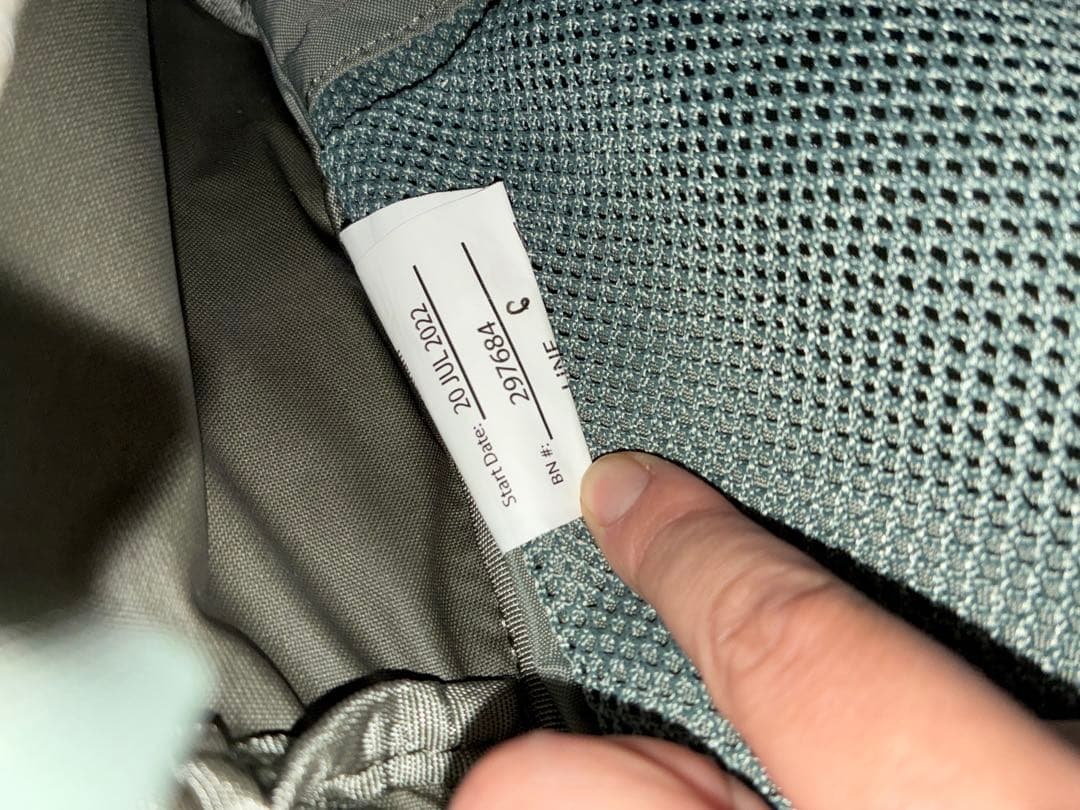 Start Date: 20 JUL 2022
BN #: 297684
LINE